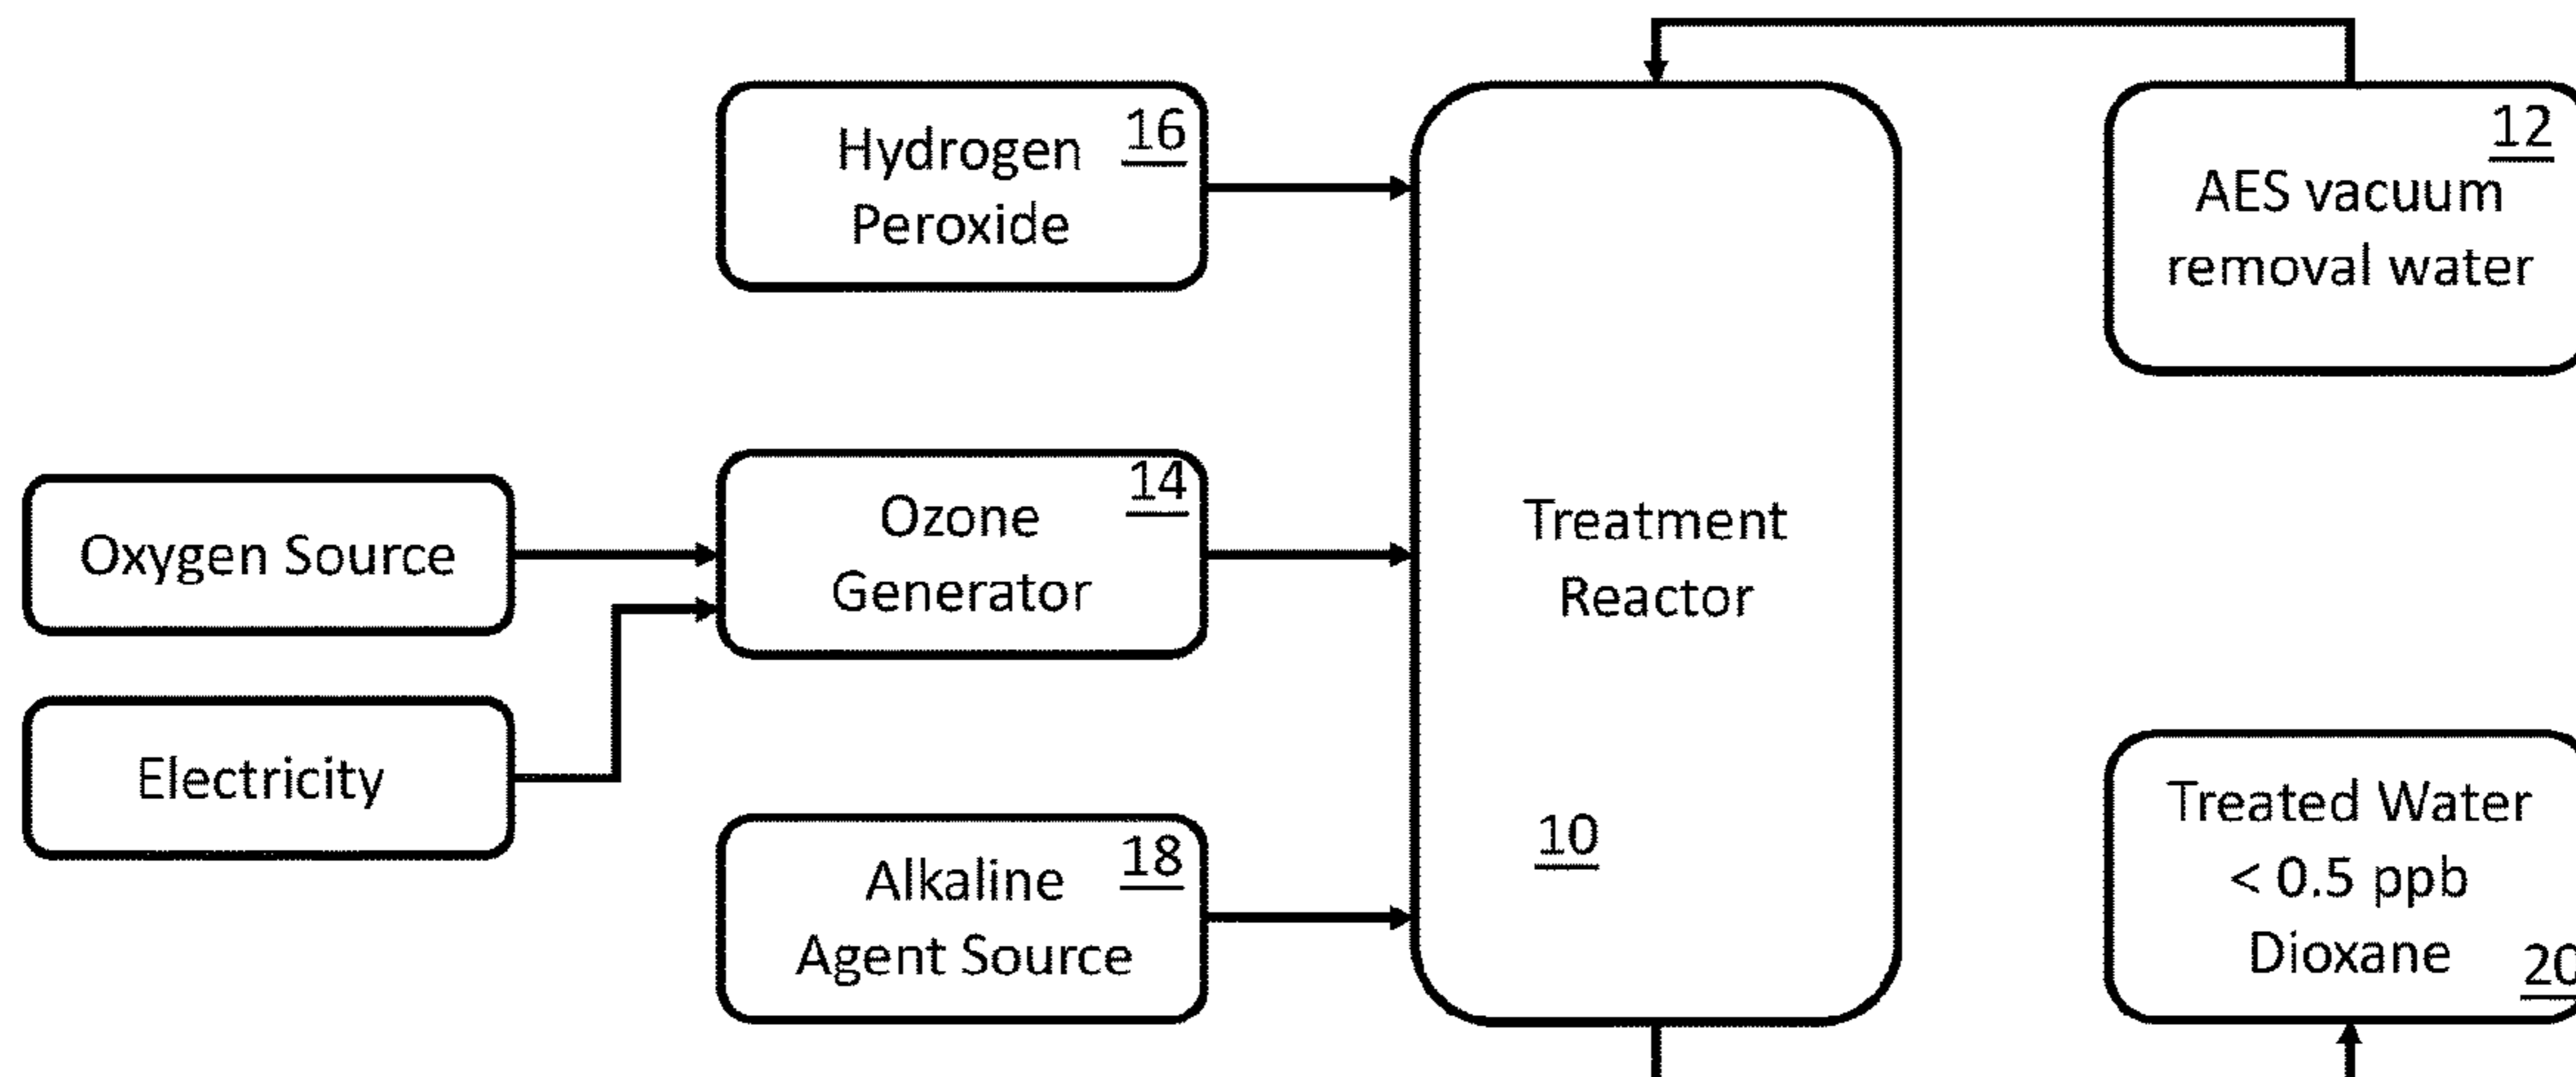 16
Hydrogen
Peroxide
12
AES vacuum
removal water
Oxygen Source
14
Ozone
Generator
Treatment
Reactor
10
Electricity
18
Alkaline
Agent Source
Treated Water
< 0.5 ppb
Dioxane
20